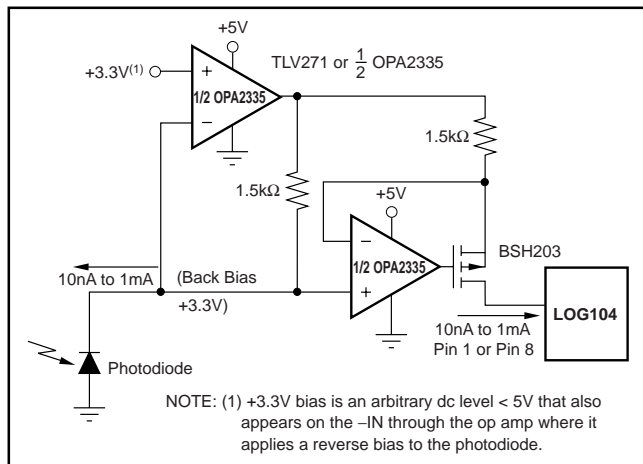 +5V
+3.3V(1)
+
−
1/2 OPA2335
TLV271 or 1/2 OPA2335
1.5kΩ
1.5kΩ
+5V
−
1/2 OPA2335
+
BSH203
10nA to 1mA
(Back Bias
+3.3V)
LOG104
10nA to 1mA
Pin 1 or Pin 8
Photodiode
NOTE: (1) +3.3V bias is an arbitrary dc level < 5V that also
appears on the −IN through the op amp where it
applies a reverse bias to the photodiode.